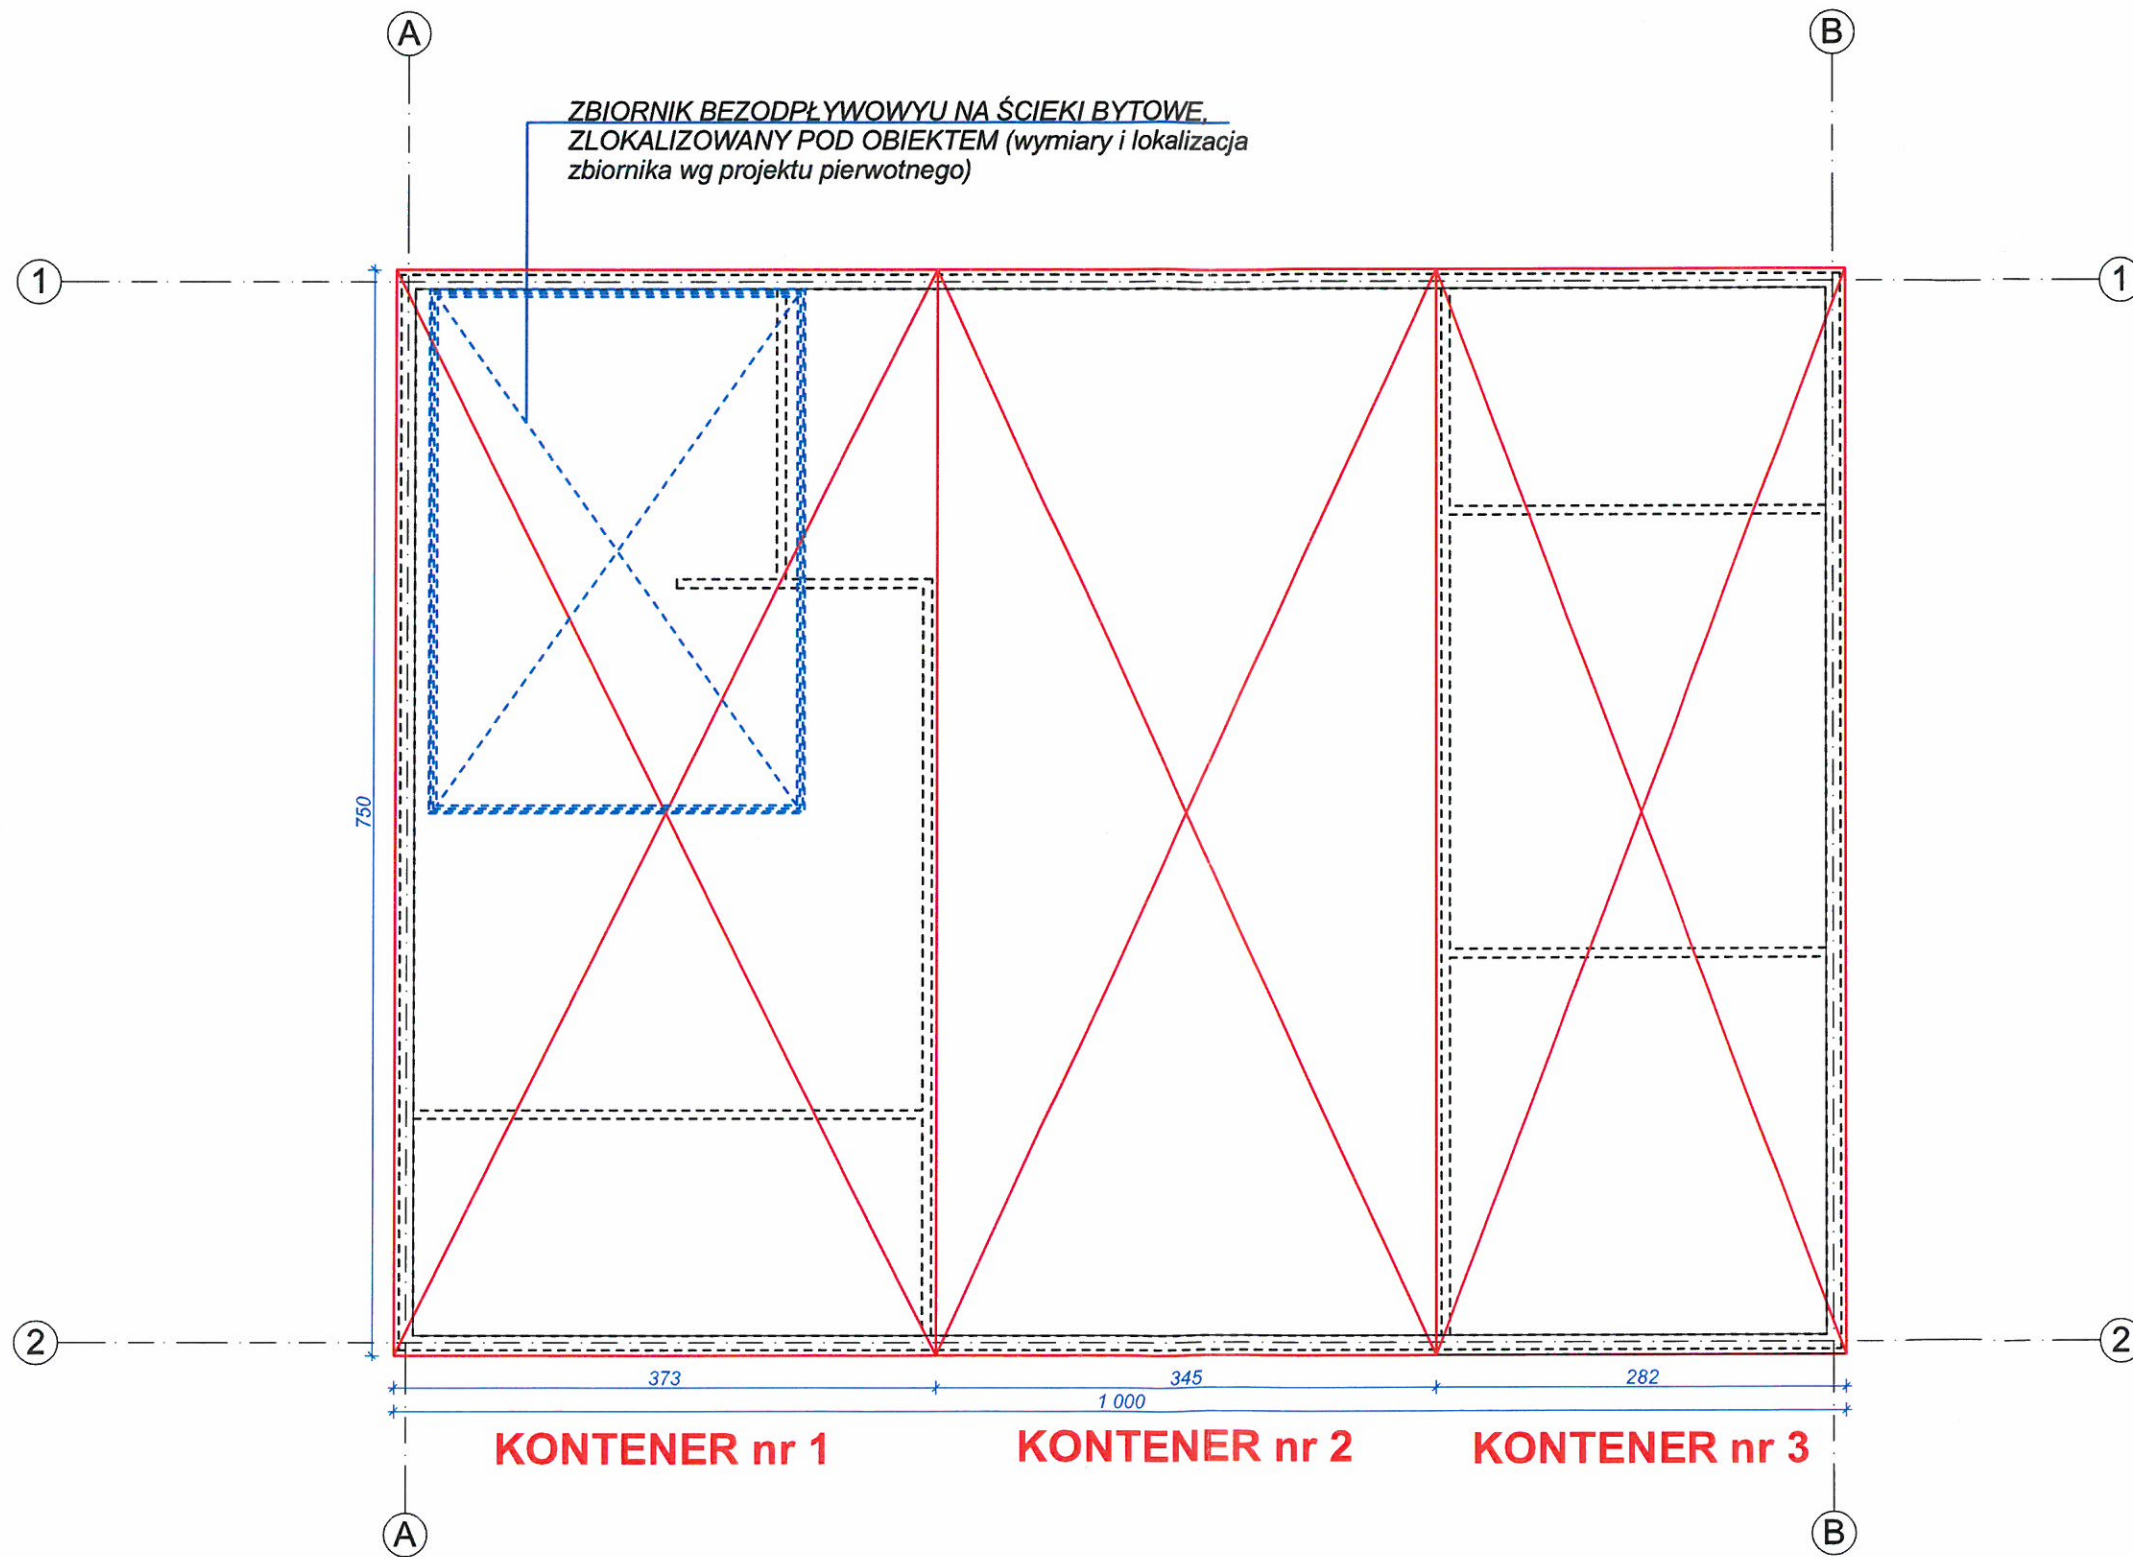 A
B
ZBIORNIK BEZODPŁYWOWYU NA ŚCIEKI BYTOWE,
ZLOKALIZOWANY POD OBIEKTEM (wymiary i lokalizacja
zbiornika wg projektu pierwotnego)
1
1
750
2
2
373
345
282
1 000
KONTENER nr 1
KONTENER nr 2
KONTENER nr 3
A
B